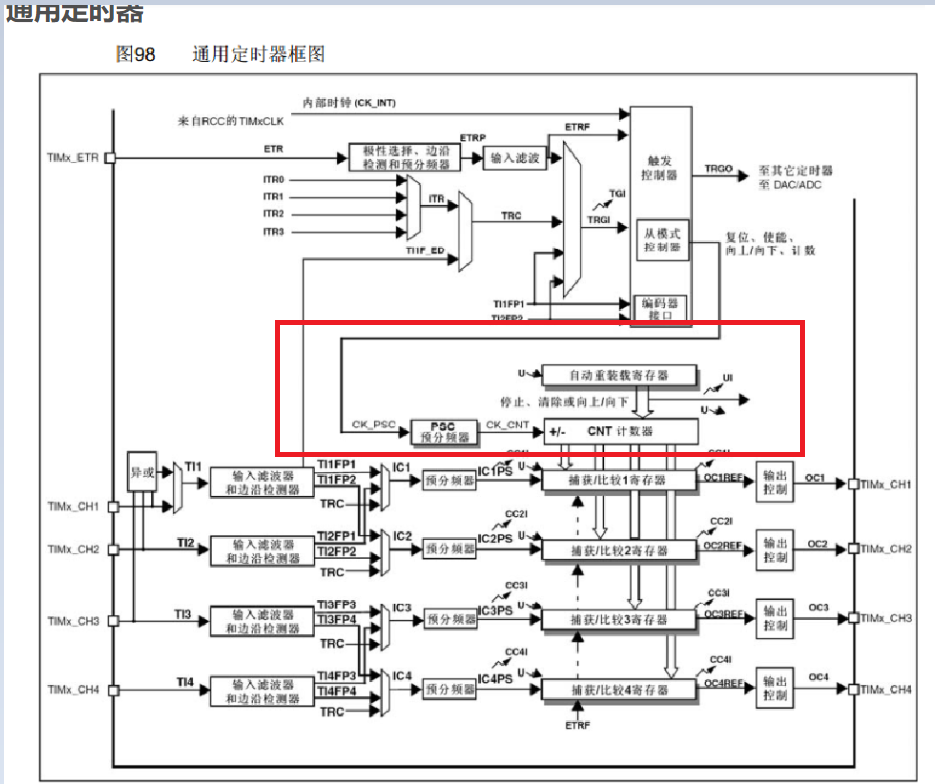 通用定时器
图98 通用定时器框图
内部时钟 (CK_INT)
来自RCC的TIMxCLK
TIMx_ETR
ETR
极性选择、边沿
检测和预分频器
ETRP
输入滤波
ETRF
触发
控制器
TRGO
至其它定时器
至 DAC/ADC
ITR0
ITR1
ITR2
ITR3
ITR
TRC
TI1F_ED
TGI
TRGI
从模式
控制器
复位、使能、
向上/向下、计数
TI1FP1
TI2FP2
编码器
接口
U
自动重装载寄存器
UI
停止、清除或向上/向下
U
CK_PSC
PSC
预分频器
CK_CNT
+/-
CNT 计数器
异或
TI1
输入滤波器
和边沿检测器
TI1FP1
TI1FP2
TRC
IC1
预分频器
CC1I
IC1PS
U
捕获/比较1寄存器
CC1I
OC1REF
输出
控制
OC1
TIMx_CH1
TIMx_CH1
TIMx_CH2
TI2
输入滤波器
和边沿检测器
TI2FP1
TI2FP2
TRC
IC2
预分频器
CC2I
IC2PS
U
捕获/比较2寄存器
CC2I
OC2REF
输出
控制
OC2
TIMx_CH2
TIMx_CH3
TI3
输入滤波器
和边沿检测器
TI3FP3
TI3FP4
TRC
IC3
预分频器
CC3I
IC3PS
U
捕获/比较3寄存器
CC3I
OC3REF
输出
控制
OC3
TIMx_CH3
TIMx_CH4
TI4
输入滤波器
和边沿检测器
TI4FP3
TI4FP4
TRC
IC4
预分频器
CC4I
IC4PS
U
捕获/比较4寄存器
CC4I
OC4REF
输出
控制
OC4
TIMx_CH4
ETRF